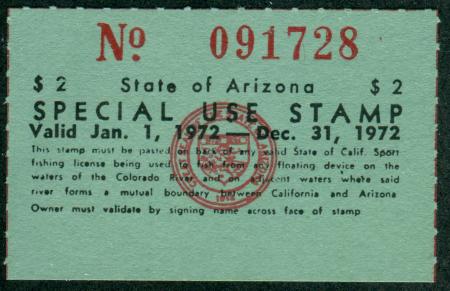 No 091728
$2 State of Arizona $2
SPECIAL USE STAMP
Valid Jan. 1, 1972—Dec. 31, 1972
This stamp must be pasted on back of any valid State of Calif. Sport
fishing license being used to fish from any floating device on the
waters of the Colorado River and on adjacent waters where said
river forms a mutual boundary between California and Arizona
Owner must validate by signing name across face of stamp
1912